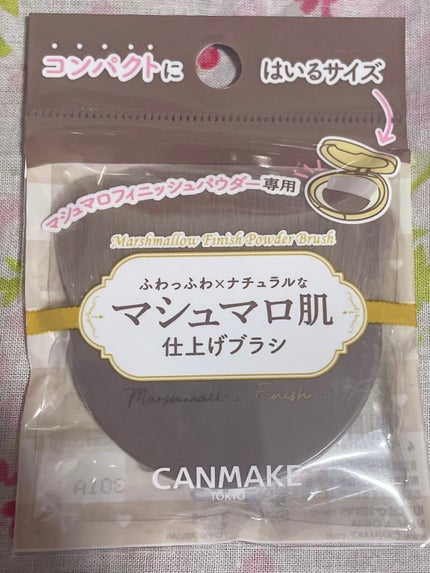 コンパクトに
はいるサイズ
マシュマロフィニッシュパウダー専用
Marshmallow Finish Powder Brush
ふわっふわ×ナチュラルな
マシュマロ肌
仕上げブラシ
Marshmallow Finish...
CANMAKE
TOKYO
301A